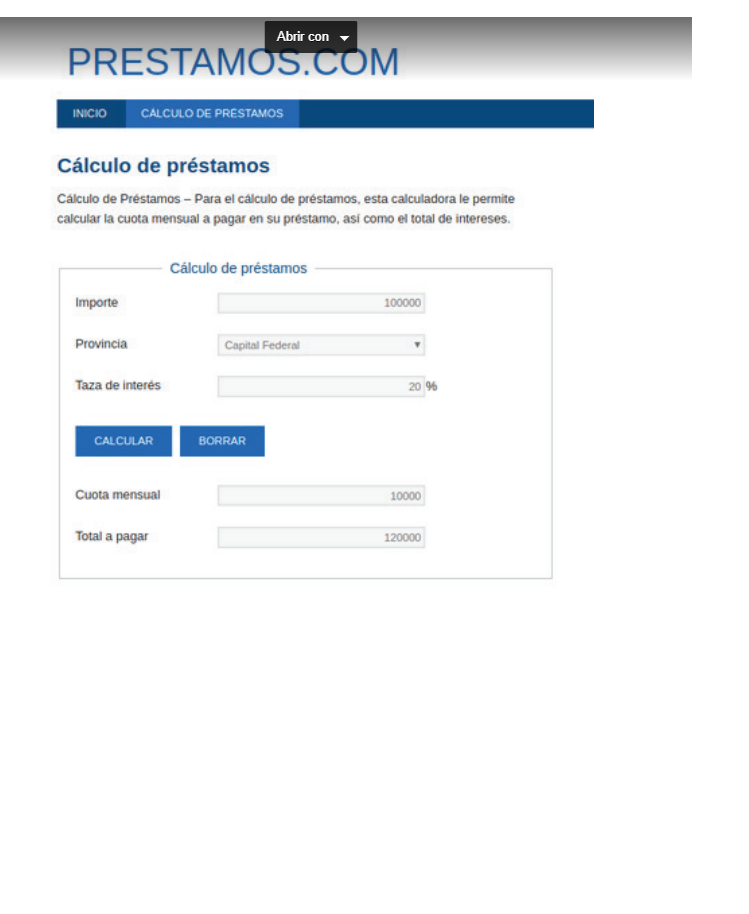 Abrir con
PRESTAMOS.COM
INICIO CÁLCULO DE PRÉSTAMOS
Cálculo de préstamos
Cálculo de Préstamos – Para el cálculo de préstamos, esta calculadora le permite
calcular la cuota mensual a pagar en su préstamo, así como el total de intereses.
Cálculo de préstamos
Importe 100000
Provincia Capital Federal
Taza de interés 20 %
CALCULAR BORRAR
Cuota mensual 10000
Total a pagar 120000